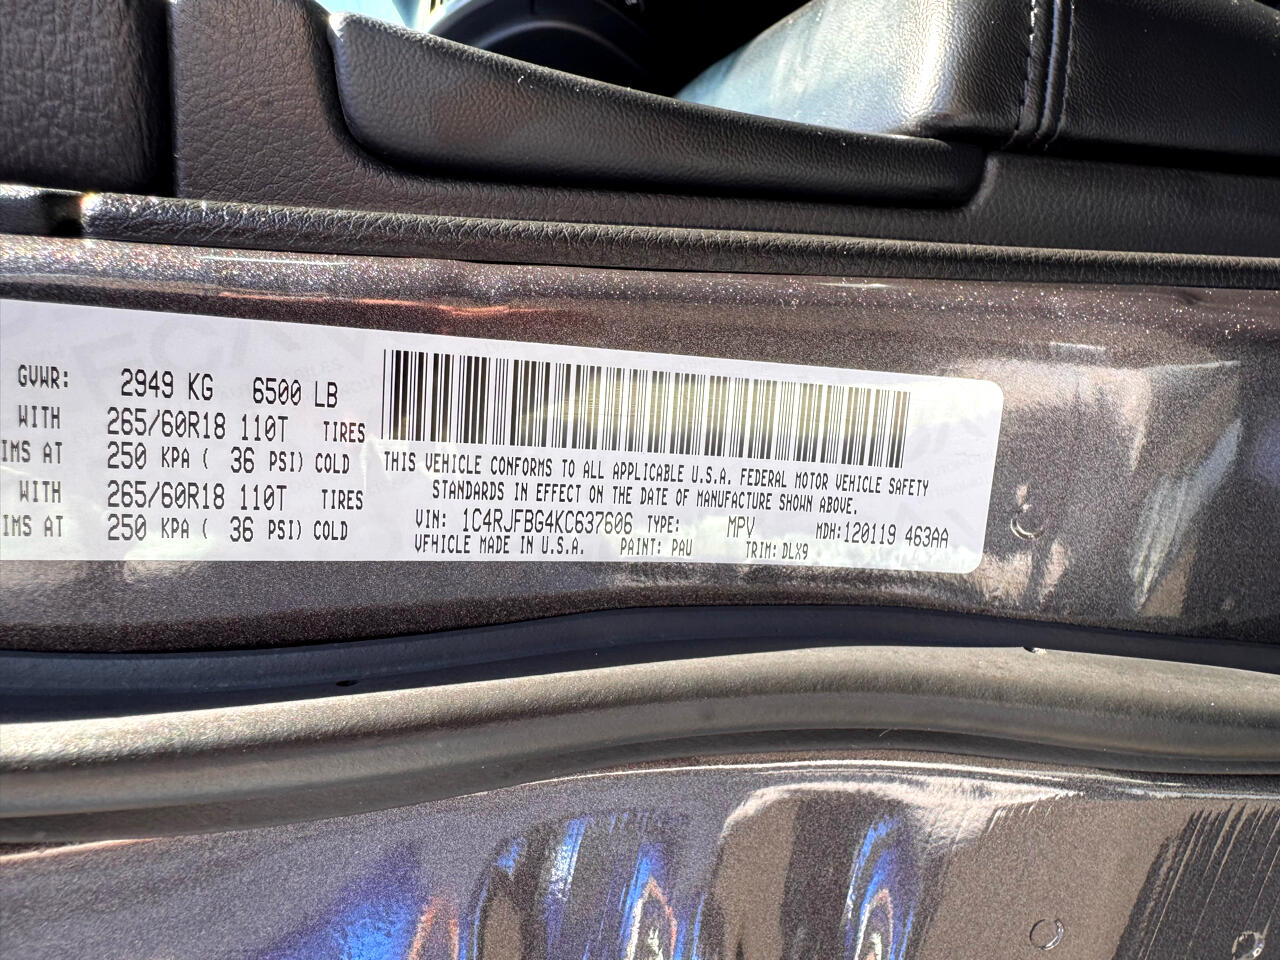 GVWR: 2949 KG 6500 LB
WITH 265/60R18 110T TIRES
IMS AT 250 KPA ( 36 PSI) COLD
WITH 265/60R18 110T TIRES
IMS AT 250 KPA ( 36 PSI) COLD
THIS VEHICLE CONFORMS TO ALL APPLICABLE U.S.A. FEDERAL MOTOR VEHICLE SAFETY
STANDARDS IN EFFECT ON THE DATE OF MANUFACTURE SHOWN ABOVE.
VIN: 1C4RJFBG4KC637606 TYPE: MPV MDH:120119 463AA
VEHICLE MADE IN U.S.A. PAINT: PAU TRIM: DLX9